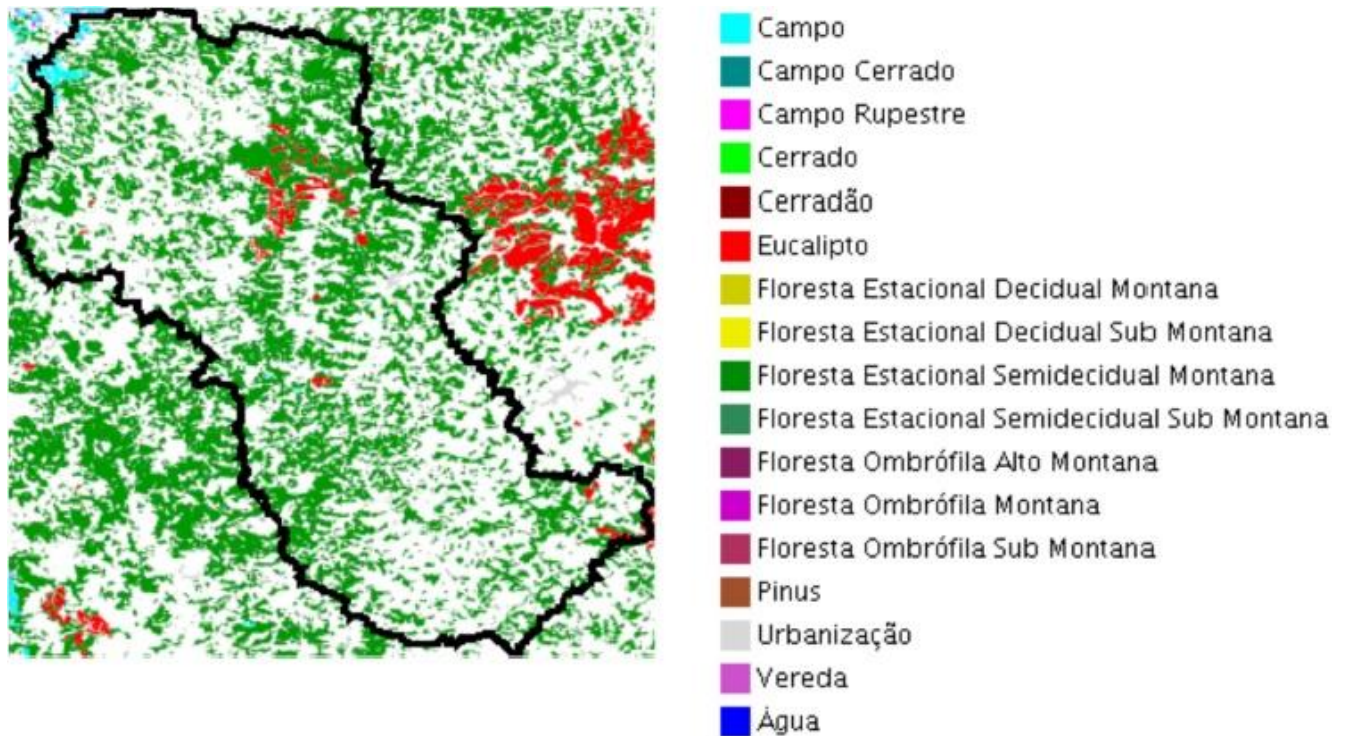 Campo
Campo Cerrado
Campo Rupestre
Cerrado
Cerradão
Eucalipto
Floresta Estacional Decidual Montana
Floresta Estacional Decidual Sub Montana
Floresta Estacional Semidecidual Montana
Floresta Estacional Semidecidual Sub Montana
Floresta Ombrófila Alto Montana
Floresta Ombrófila Montana
Floresta Ombrófila Sub Montana
Pinus
Urbanização
Vereda
Água